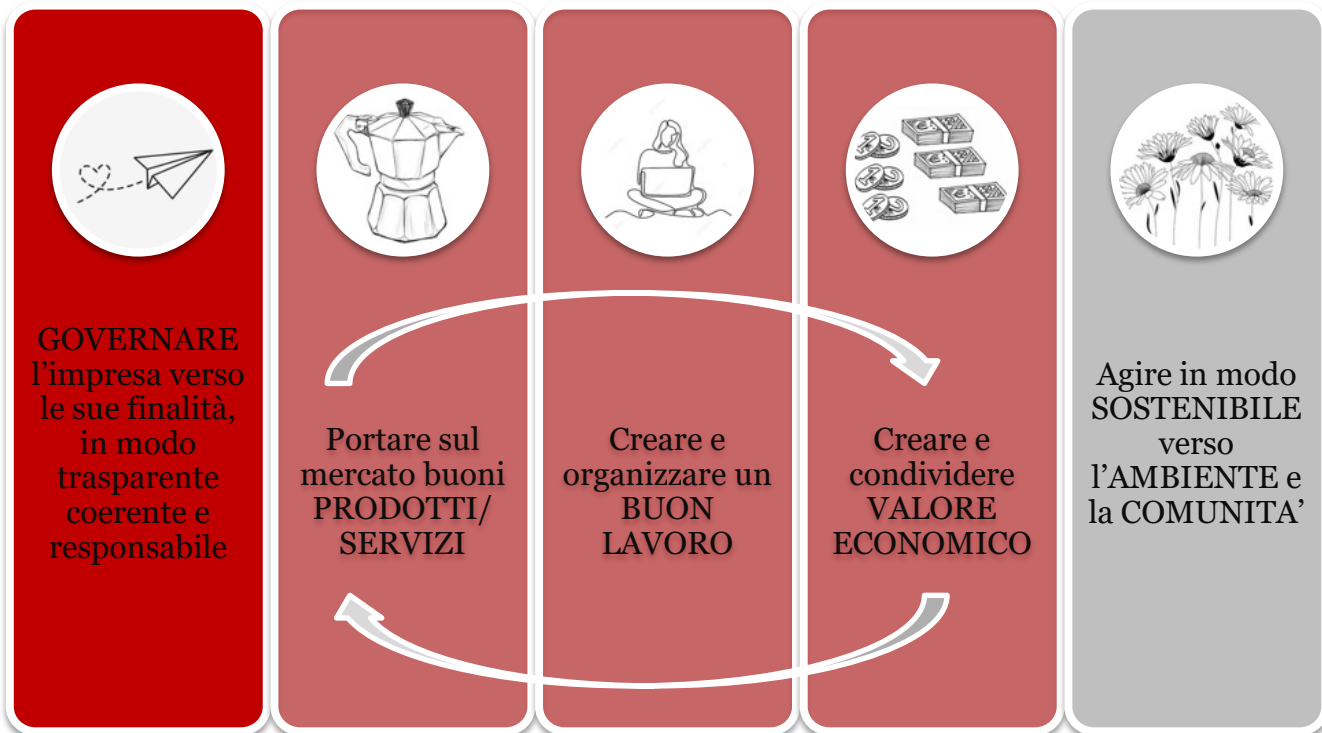 GOVERNARE
l’impresa verso
le sue finalità,
in modo
trasparente
coerente e
responsabile
Portare sul
mercato buoni
PRODOTTI/
SERVIZI
Creare e
organizzare un
BUON
LAVORO
Creare e
condividere
VALORE
ECONOMICO
Agire in modo
SOSTENIBILE
verso
l’AMBIENTE e
la COMUNITA’